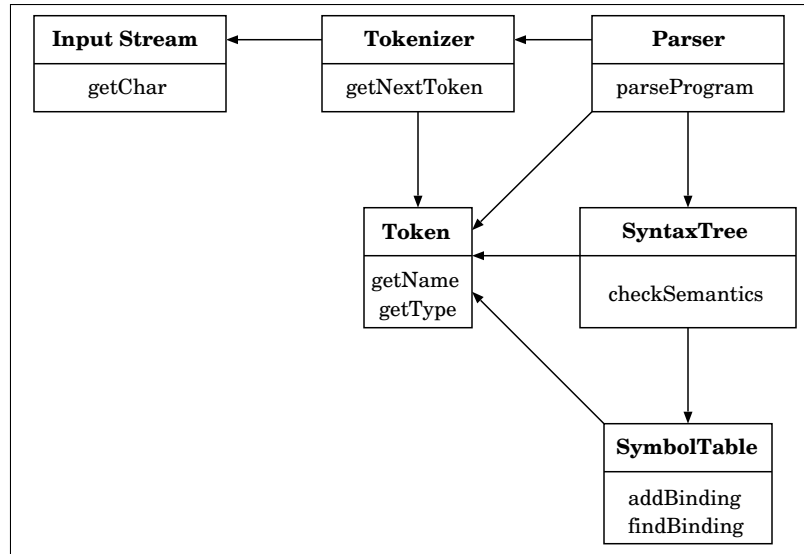 Input Stream
getChar
Tokenizer
getNextToken
Parser
parseProgram
Token
getName
getType
SyntaxTree
checkSemantics
SymbolTable
addBinding
findBinding